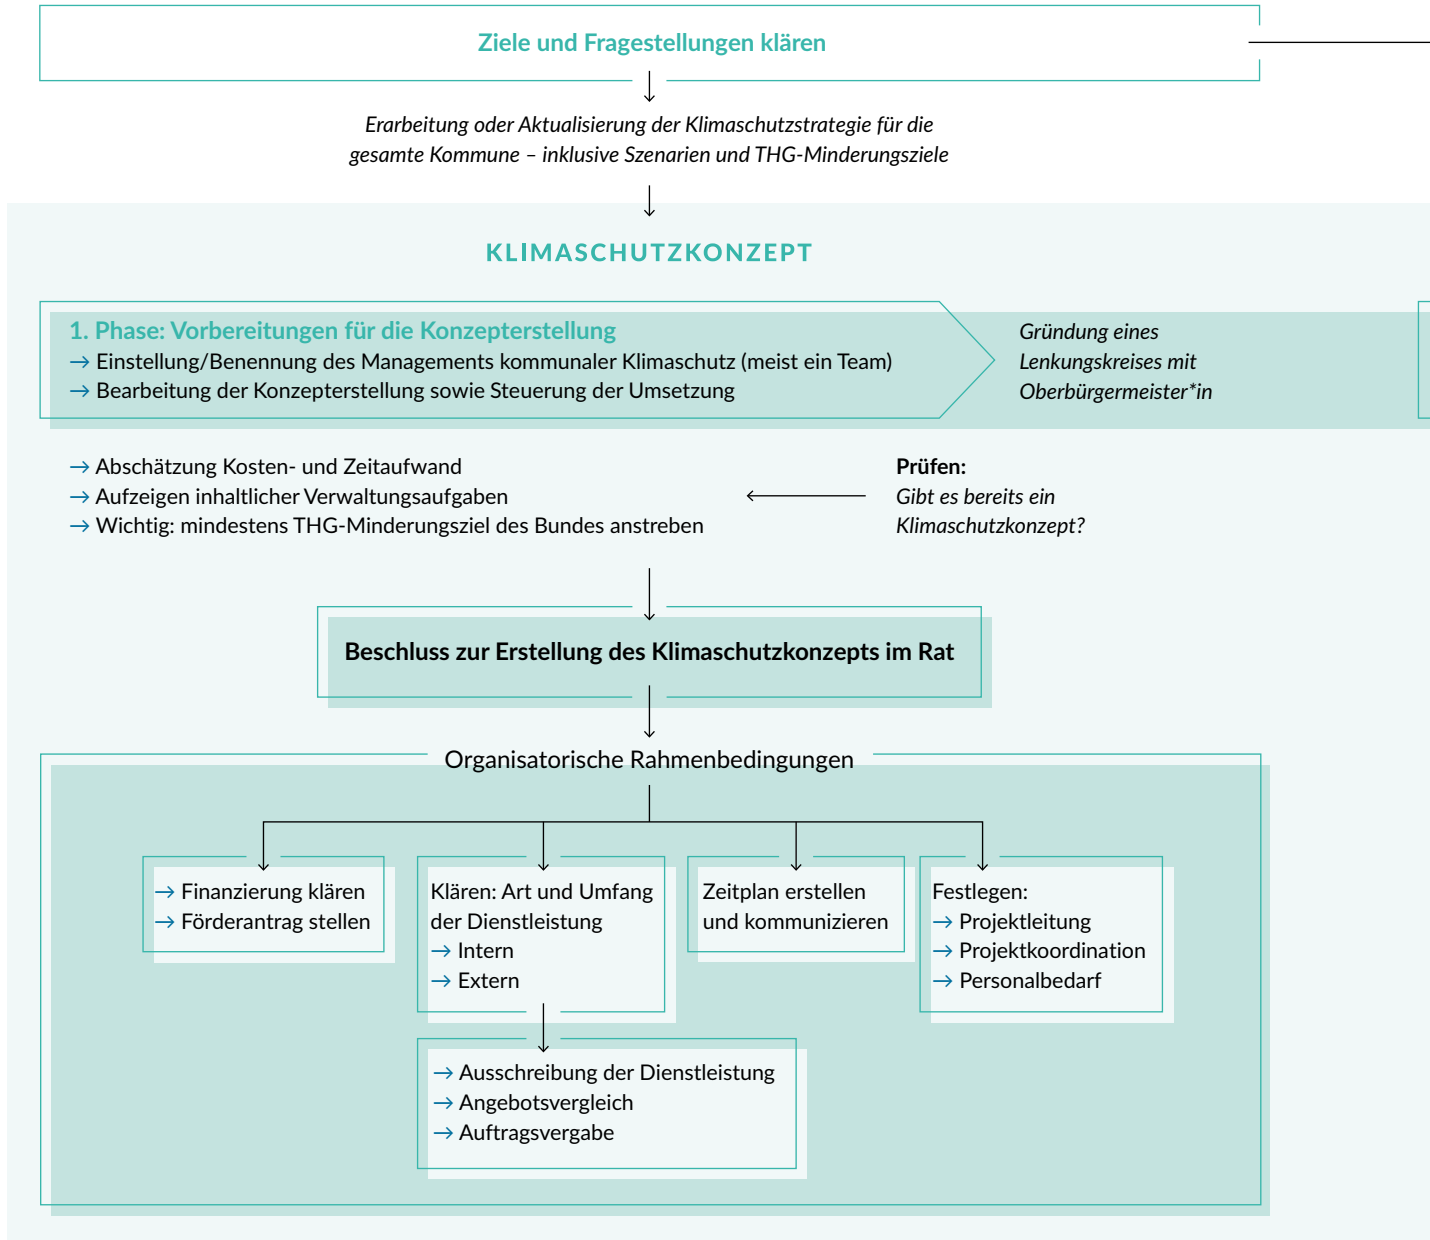 Ziele und Fragestellungen klären
Erarbeitung oder Aktualisierung der Klimaschutzstrategie für die
gesamte Kommune – inklusive Szenarien und THG-Minderungsziele
KLIMASCHUTZKONZEPT
1. Phase: Vorbereitungen für die Konzepterstellung
→ Einstellung/Benennung des Managements kommunaler Klimaschutz (meist ein Team)
→ Bearbeitung der Konzepterstellung sowie Steuerung der Umsetzung
Gründung eines
Lenkungskreises mit
Oberbürgermeister*in
→ Abschätzung Kosten- und Zeitaufwand
→ Aufzeigen inhaltlicher Verwaltungsaufgaben
→ Wichtig: mindestens THG-Minderungsziel des Bundes anstreben
Prüfen:
Gibt es bereits ein
Klimaschutzkonzept?
Beschluss zur Erstellung des Klimaschutzkonzepts im Rat
Organisatorische Rahmenbedingungen
→ Finanzierung klären
→ Förderantrag stellen
Klären: Art und Umfang
der Dienstleistung
→ Intern
→ Extern
Zeitplan erstellen
und kommunizieren
Festlegen:
→ Projektleitung
→ Projektkoordination
→ Personalbedarf
→ Ausschreibung der Dienstleistung
→ Angebotsvergleich
→ Auftragsvergabe